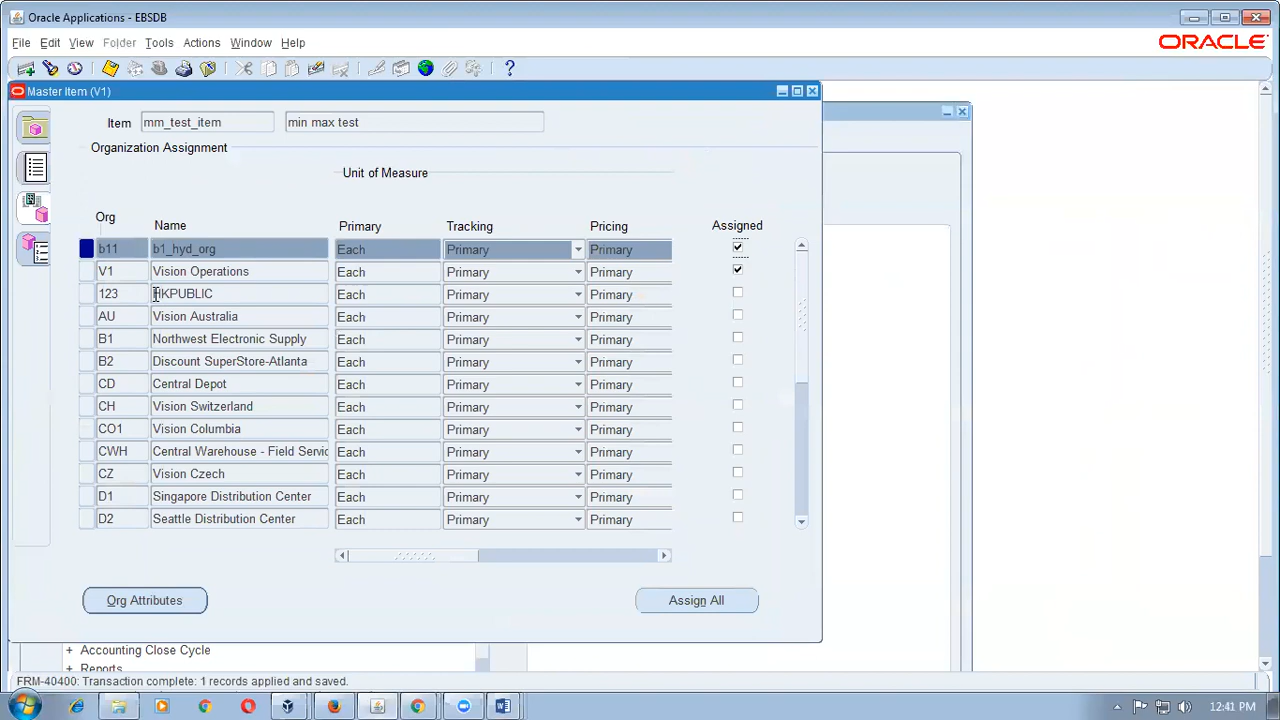 Oracle Applications - EBSDB
File Edit View Folder Tools Actions Window Help
ORACLE
Master Item (V1)
Item mm_test_item min max test
Organization Assignment
Unit of Measure
Org Name Primary Tracking Pricing Assigned
b11 b1_hyd_org Each Primary Primary
V1 Vision Operations Each Primary Primary
123 HKPUBLIC Each Primary Primary
AU Vision Australia Each Primary Primary
B1 Northwest Electronic Supply Each Primary Primary
B2 Discount SuperStore-Atlanta Each Primary Primary
CD Central Depot Each Primary Primary
CH Vision Switzerland Each Primary Primary
CO1 Vision Columbia Each Primary Primary
CWH Central Warehouse - Field Servic Each Primary Primary
CZ Vision Czech Each Primary Primary
D1 Singapore Distribution Center Each Primary Primary
D2 Seattle Distribution Center Each Primary Primary
Org Attributes Assign All
+ Accounting Close Cycle
+ Reports
FRM-40400: Transaction complete: 1 records applied and saved.
12:41 PM